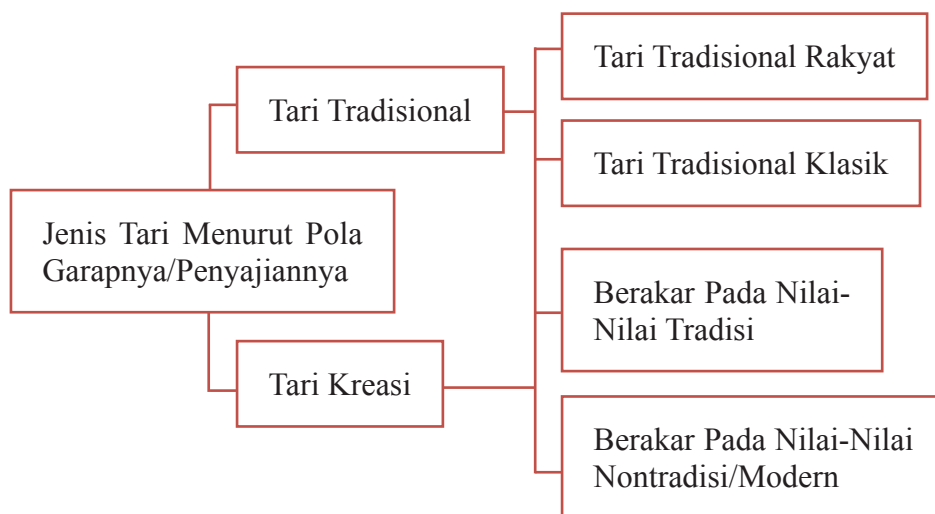 Jenis Tari Menurut Pola
Garapnya/Penyajiannya
Tari Tradisional
Tari Tradisional Rakyat
Tari Tradisional Klasik
Tari Kreasi
Berakar Pada Nilai-
Nilai Tradisi
Berakar Pada Nilai-Nilai
Nontradisi/Modern